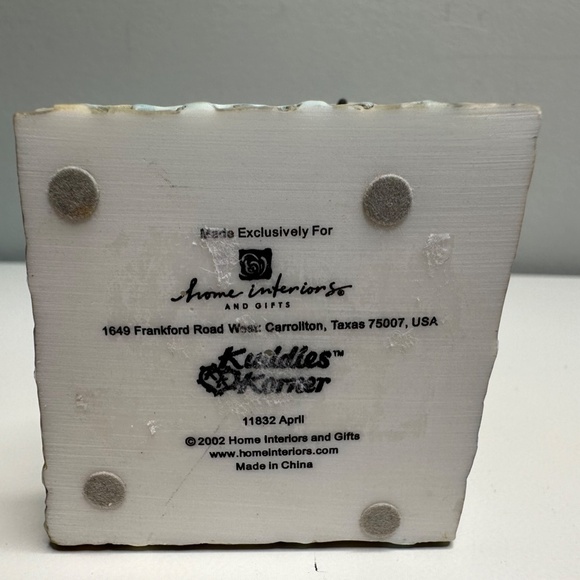 Made Exclusively For
home interiors®
AND GIFTS
1649 Frankford Road West Carrollton, Texas 75007, USA
Kuddies™
Korner
11832 April
© 2002 Home Interiors and Gifts
www.homeinteriors.com
Made in China